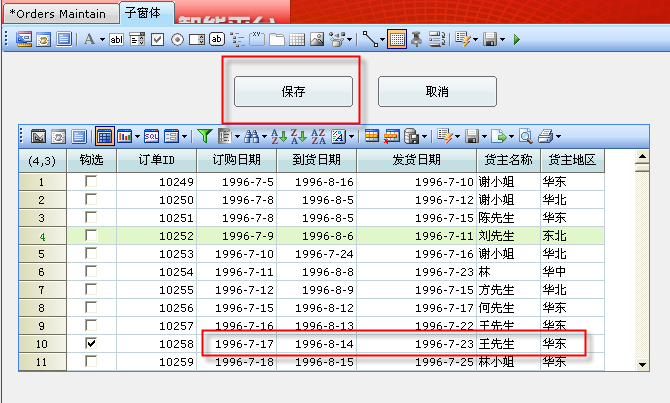 *Orders Maintain 子窗体
保存 取消
(4,3) 钩选 订单ID 订购日期 到货日期 发货日期 货主名称 货主地区
1 10249 1996-7-5 1996-8-16 1996-7-10 谢小姐 华东
2 10250 1996-7-8 1996-8-5 1996-7-12 谢小姐 华北
3 10251 1996-7-8 1996-8-5 1996-7-15 陈先生 华东
4 10252 1996-7-9 1996-8-6 1996-7-11 刘先生 东北
5 10253 1996-7-10 1996-7-24 1996-7-16 谢小姐 华北
6 10254 1996-7-11 1996-8-8 1996-7-23 林 华中
7 10255 1996-7-12 1996-8-9 1996-7-15 方先生 华北
8 10256 1996-7-15 1996-8-12 1996-7-17 何先生 华东
9 10257 1996-7-16 1996-8-13 1996-7-22 王先生 华东
10 10258 1996-7-17 1996-8-14 1996-7-23 王先生 华东
11 10259 1996-7-18 1996-8-15 1996-7-25 林小姐 华东